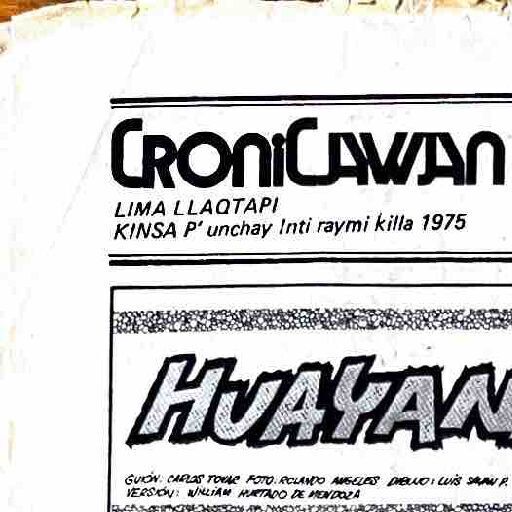 CRONICAWAN
LIMA LLAQTAPI
KINSA P' unchay Inti raymi killa 1975
HUAYAN
GUIÓN: CARLOS TOVAR FOTO: ROLANDO ANGELES DIBUJO: LUIS P.
VERSIÓN: WILLIAM HURTADO DE MENDOZA